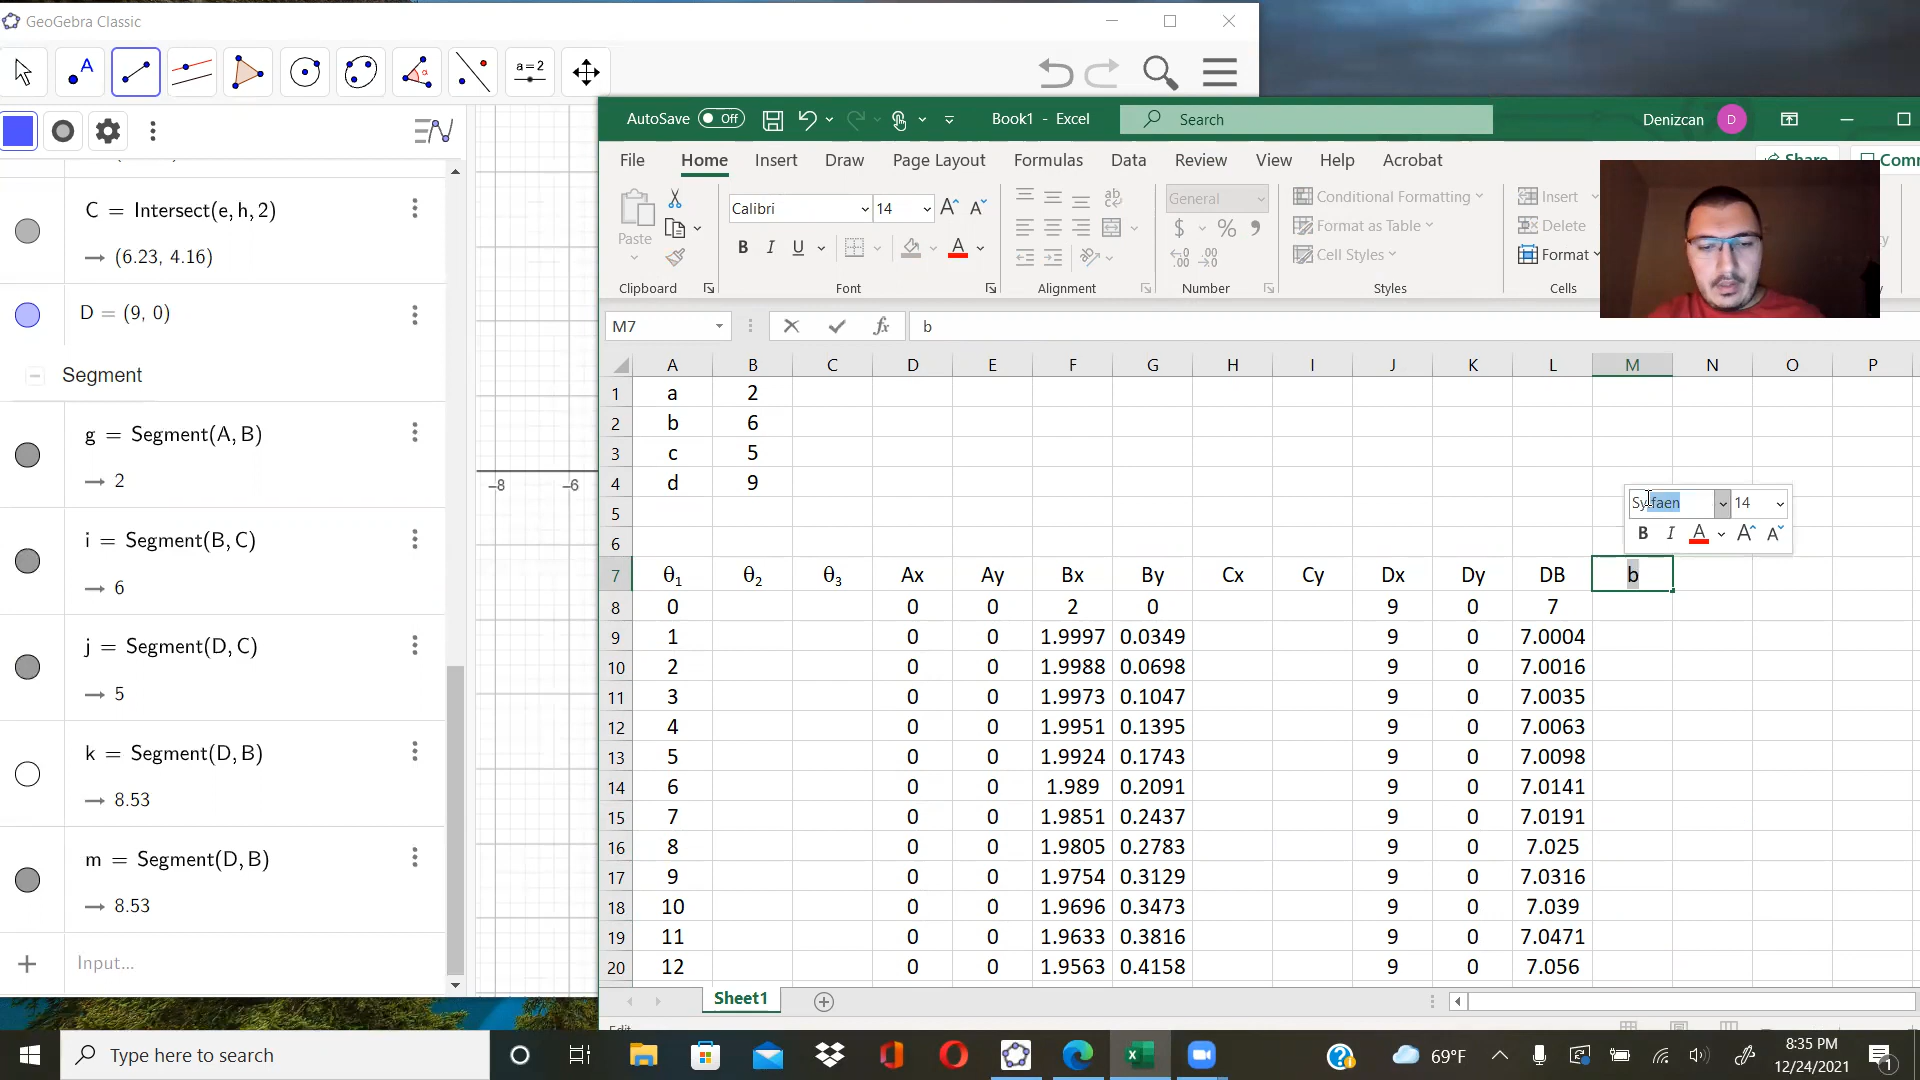 GeoGebra Classic
A
a=2
C = Intersect(e, h, 2)
→ (6.23, 4.16)
D = (9, 0)
Segment
g = Segment(A, B)
→ 2
i = Segment(B, C)
→ 6
j = Segment(D, C)
→ 5
k = Segment(D, B)
→ 8.53
m = Segment(D, B)
→ 8.53
Input...
-8 -6
AutoSave Off Book1 - Excel Search Denizcan D
File Home Insert Draw Page Layout Formulas Data Review View Help Acrobat Share
Paste
Calibri 14
B I U
General
$ % 9
Conditional Formatting
Format as Table
Cell Styles
Insert
Delete
Format
Clipboard Font Alignment Number Styles Cells
M7 fx b
A B C D E F G H I J K L M N O P
1 a 2
2 b 6
3 c 5
4 d 9
5
6
7 θ1 θ2 θ3 Ax Ay Bx By Cx Cy Dx Dy DB b
8 0 0 0 2 0 9 0 7
9 1 0 0 1.9997 0.0349 9 0 7.0004
10 2 0 0 1.9988 0.0698 9 0 7.0016
11 3 0 0 1.9973 0.1047 9 0 7.0035
12 4 0 0 1.9951 0.1395 9 0 7.0063
13 5 0 0 1.9924 0.1743 9 0 7.0098
14 6 0 0 1.989 0.2091 9 0 7.0141
15 7 0 0 1.9851 0.2437 9 0 7.0191
16 8 0 0 1.9805 0.2783 9 0 7.025
17 9 0 0 1.9754 0.3129 9 0 7.0316
18 10 0 0 1.9696 0.3473 9 0 7.039
19 11 0 0 1.9633 0.3816 9 0 7.0471
20 12 0 0 1.9563 0.4158 9 0 7.056
Sylfaen 14
B I A A A
Sheet1
Type here to search
69°F
8:35 PM
12/24/2021
1